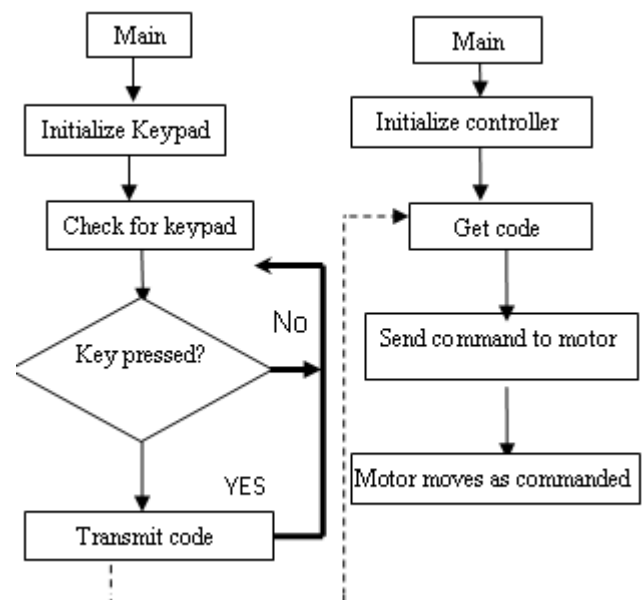 Main
Initialize Keypad
Check for keypad
Key pressed?
No
YES
Transmit code
Main
Initialize controller
Get code
Send command to motor
Motor moves as commanded